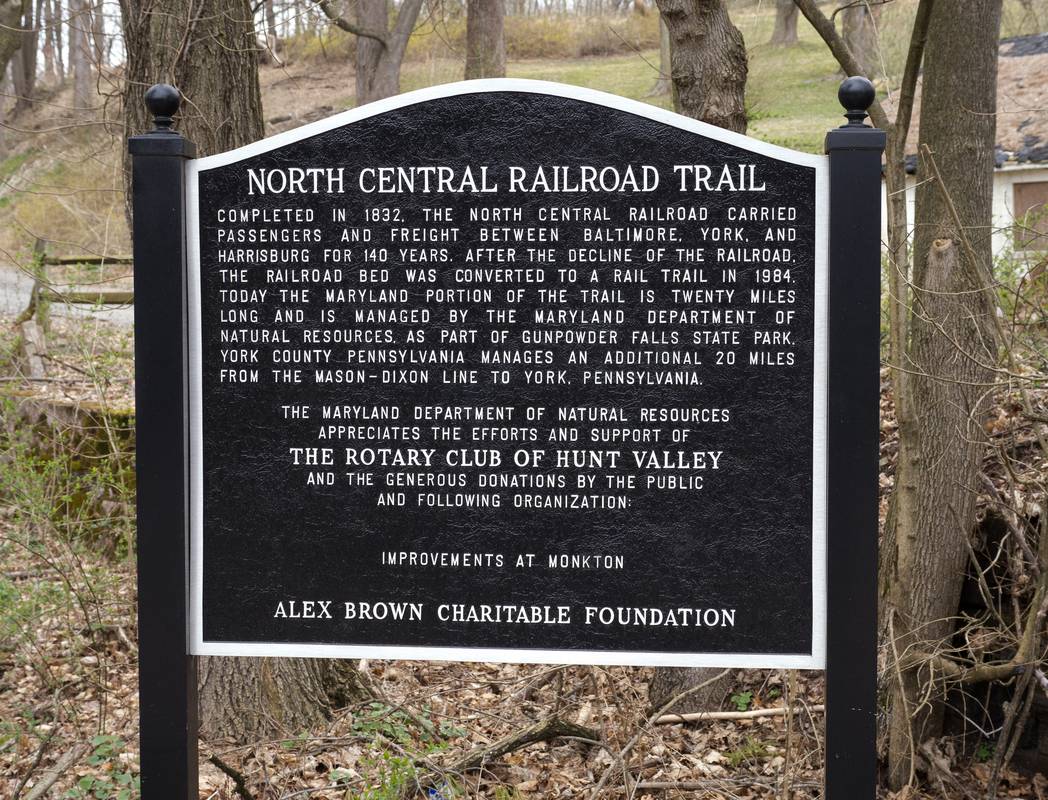 NORTH CENTRAL RAILROAD TRAIL
COMPLETED IN 1832, THE NORTH CENTRAL RAILROAD CARRIED
PASSENGERS AND FREIGHT BETWEEN BALTIMORE, YORK, AND
HARRISBURG FOR 140 YEARS. AFTER THE DECLINE OF THE RAILROAD,
THE RAILROAD BED WAS CONVERTED TO A RAIL TRAIL IN 1984.
TODAY THE MARYLAND PORTION OF THE TRAIL IS TWENTY MILES
LONG AND IS MANAGED BY THE MARYLAND DEPARTMENT OF
NATURAL RESOURCES, AS PART OF GUNPOWDER FALLS STATE PARK.
YORK COUNTY PENNSYLVANIA MANAGES AN ADDITIONAL 20 MILES
FROM THE MASON-DIXON LINE TO YORK, PENNSYLVANIA.
THE MARYLAND DEPARTMENT OF NATURAL RESOURCES
APPRECIATES THE EFFORTS AND SUPPORT OF
THE ROTARY CLUB OF HUNT VALLEY
AND THE GENEROUS DONATIONS BY THE PUBLIC
AND FOLLOWING ORGANIZATION:
IMPROVEMENTS AT MONKTON
ALEX BROWN CHARITABLE FOUNDATION